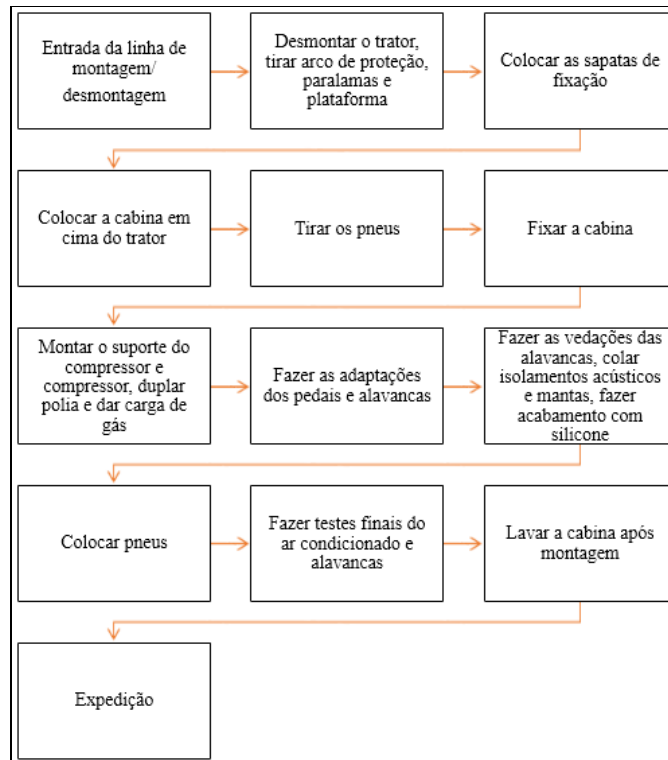 Entrada da linha de
montagem/
desmontagem
Desmontar o trator,
tirar arco de proteção,
paralamas e
plataforma
Colocar as sapatas de
fixação
Colocar a cabina em
cima do trator
Tirar os pneus
Fixar a cabina
Montar o suporte do
compressor e
compressor, duplar
polia e dar carga de
gás
Fazer as adaptações
dos pedais e alavancas
Fazer as vedações das
alavancas, colar
isolamentos acústicos
e mantas, fazer
acabamento com
silicone
Colocar pneus
Fazer testes finais do
ar condicionado e
alavancas
Lavar a cabina após
montagem
Expedição